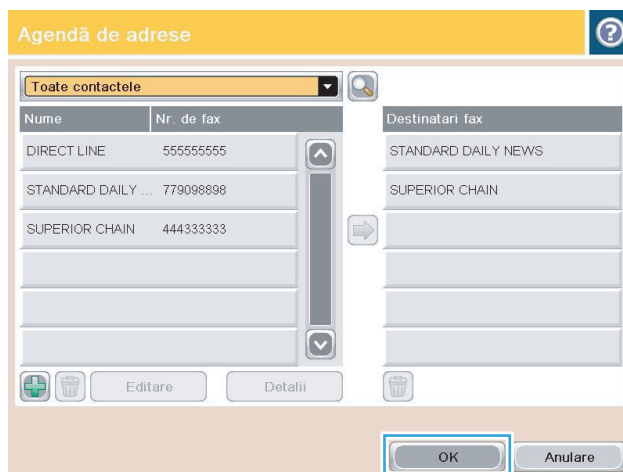 Agendă de adrese
?
Toate contactele
Nume Nr. de fax Destinatari fax
DIRECT LINE 555555555 STANDARD DAILY NEWS
STANDARD DAILY ... 779098898 SUPERIOR CHAIN
SUPERIOR CHAIN 444333333
Editare Detalii
OK Anulare